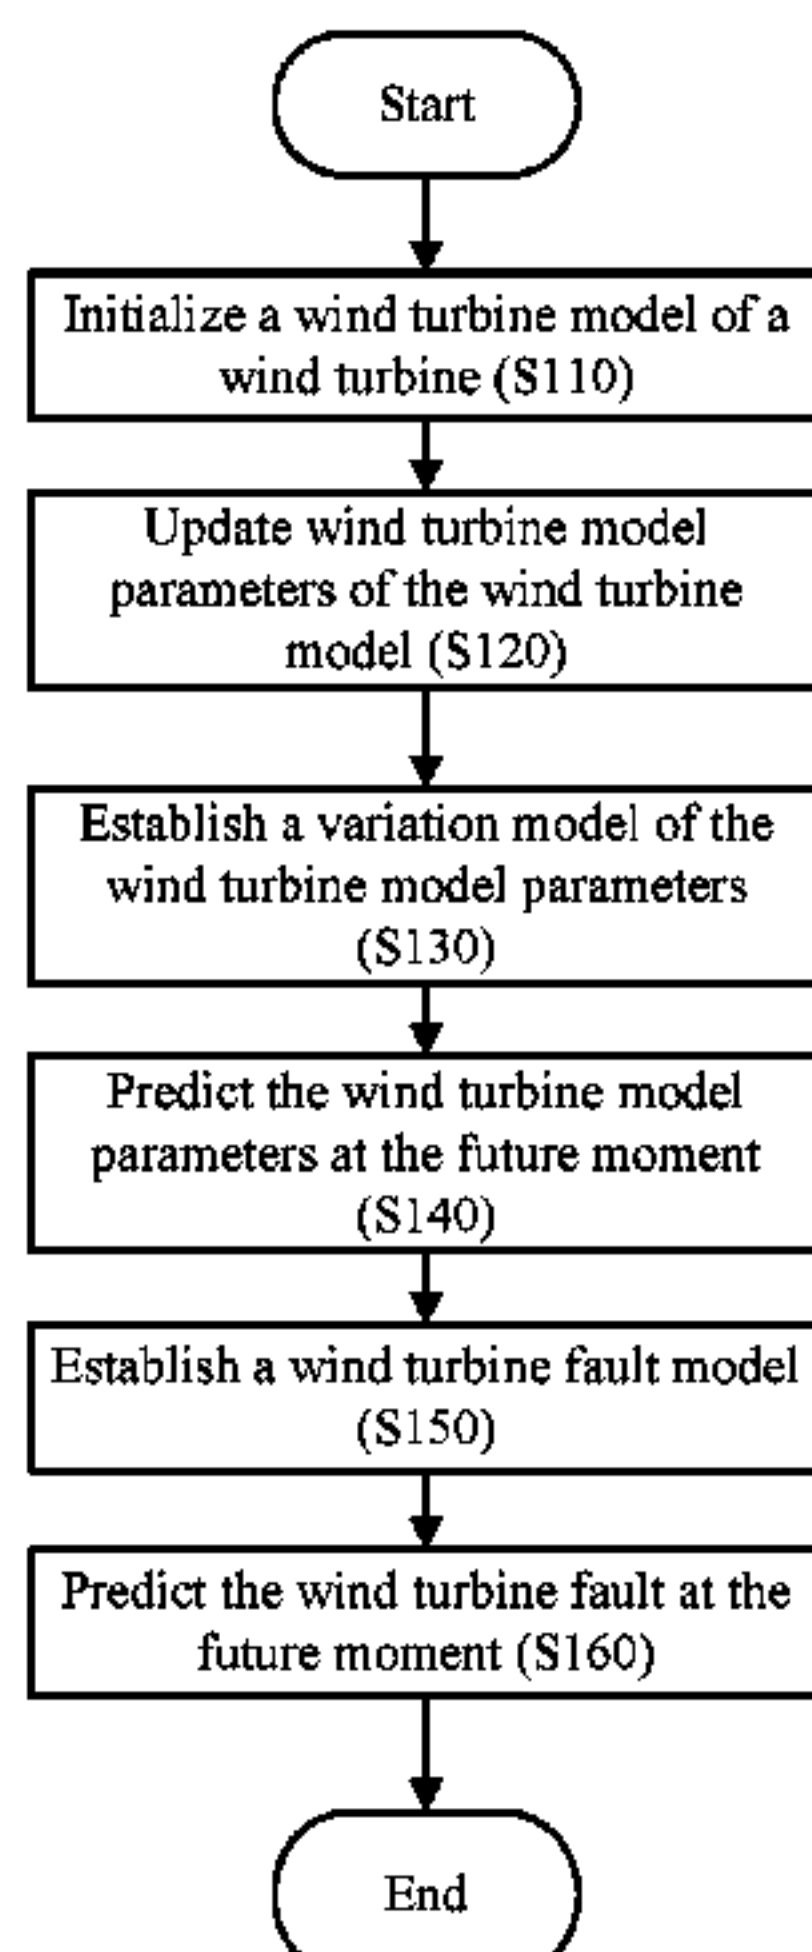 Start
Initialize a wind turbine model of a
wind turbine (S110)
Update wind turbine model
parameters of the wind turbine
model (S120)
Establish a variation model of the
wind turbine model parameters
(S130)
Predict the wind turbine model
parameters at the future moment
(S140)
Establish a wind turbine fault model
(S150)
Predict the wind turbine fault at the
future moment (S160)
End